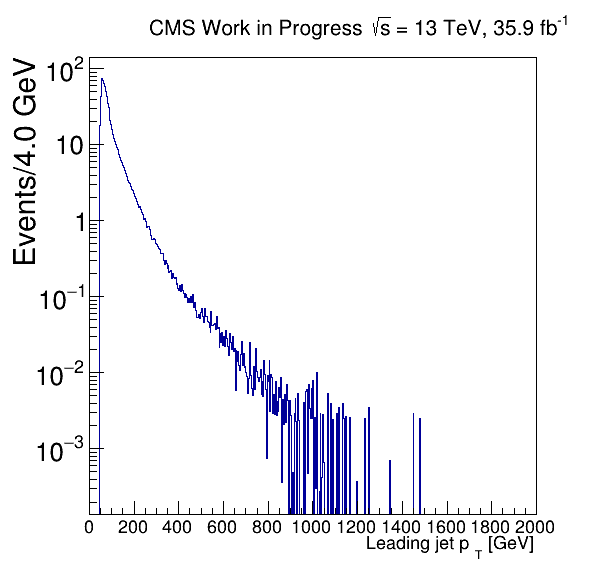 CMS Work in Progress √s = 13 TeV, 35.9 fb⁻¹
Events/4.0 GeV
10²
10
1
10⁻¹
10⁻²
10⁻³
0 200 400 600 800 1000 1200 1400 1600 1800 2000
Leading jet p_T [GeV]